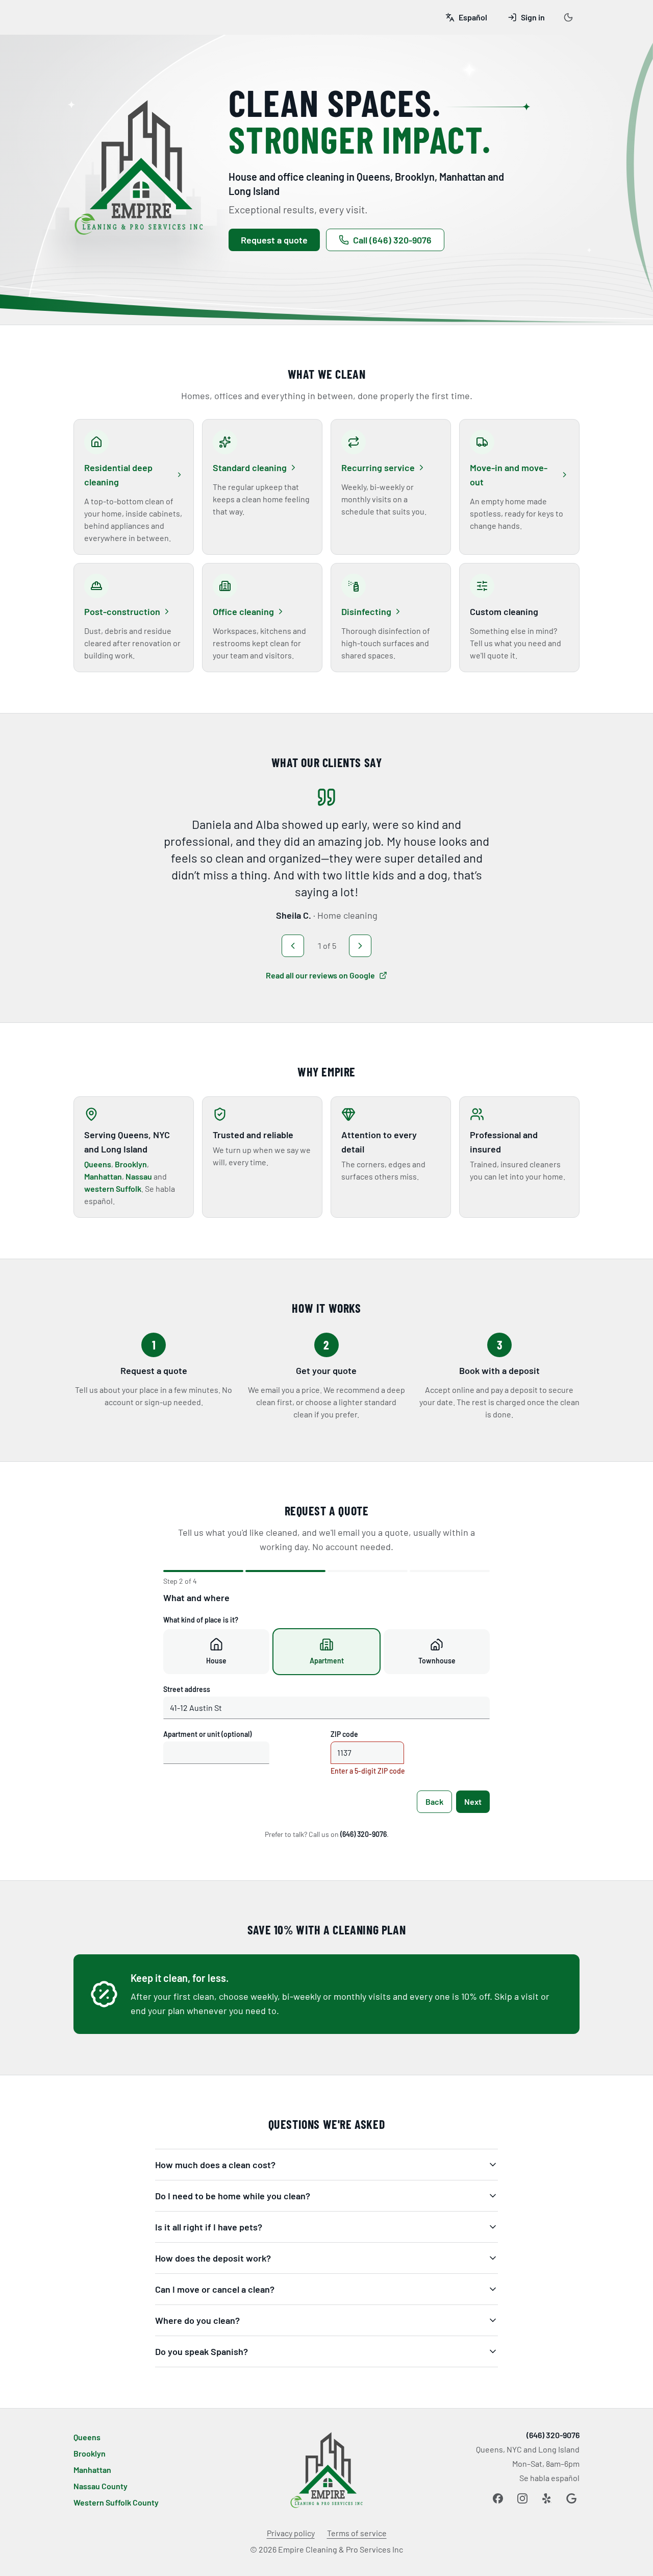 Español
Sign in
CLEAN SPACES.
STRONGER IMPACT.
EMPIRE
CLEANING & PRO SERVICES INC
House and office cleaning in Queens, Brooklyn, Manhattan and
Long Island
Exceptional results, every visit.
Request a quote
Call (646) 320-9076
WHAT WE CLEAN
Homes, offices and everything in between, done properly the first time.
Residential deep
cleaning
A top-to-bottom clean of
your home, inside cabinets,
behind appliances and
everywhere in between.
Standard cleaning
The regular upkeep that
keeps a clean home feeling
that way.
Recurring service
Weekly, bi-weekly or
monthly visits on a
schedule that suits you.
Move-in and move-
out
An empty home made
spotless, ready for keys to
change hands.
Post-construction
Dust, debris and residue
cleared after renovation or
building work.
Office cleaning
Workspaces, kitchens and
restrooms kept clean for
your team and visitors.
Disinfecting
Thorough disinfection of
high-touch surfaces and
shared spaces.
Custom cleaning
Something else in mind?
Tell us what you need and
we'll quote it.
WHAT OUR CLIENTS SAY
Daniela and Alba showed up early, were so kind and
professional, and they did an amazing job. My house looks and
feels so clean and organized—they were super detailed and
didn't miss a thing. And with two little kids and a dog, that's
saying a lot!
Sheila C. · Home cleaning
1 of 5
Read all our reviews on Google
WHY EMPIRE
Serving Queens, NYC
and Long Island
Queens, Brooklyn,
Manhattan, Nassau and
western Suffolk. Se habla
español.
Trusted and reliable
We turn up when we say we
will, every time.
Attention to every
detail
The corners, edges and
surfaces others miss.
Professional and
insured
Trained, insured cleaners
you can let into your home.
HOW IT WORKS
1
Request a quote
Tell us about your place in a few minutes. No
account or sign-up needed.
2
Get your quote
We email you a price. We recommend a deep
clean first, or choose a lighter standard
clean if you prefer.
3
Book with a deposit
Accept online and pay a deposit to secure
your date. The rest is charged once the clean
is done.
REQUEST A QUOTE
Tell us what you'd like cleaned, and we'll email you a quote, usually within a
working day. No account needed.
Step 2 of 4
What and where
What kind of place is it?
House
Apartment
Townhouse
Street address
41-12 Austin St
Apartment or unit (optional)
ZIP code
1137
Enter a 5-digit ZIP code
Back
Next
Prefer to talk? Call us on (646) 320-9076.
SAVE 10% WITH A CLEANING PLAN
Keep it clean, for less.
After your first clean, choose weekly, bi-weekly or monthly visits and every one is 10% off. Skip a visit or
end your plan whenever you need to.
QUESTIONS WE'RE ASKED
How much does a clean cost?
Do I need to be home while you clean?
Is it all right if I have pets?
How does the deposit work?
Can I move or cancel a clean?
Where do you clean?
Do you speak Spanish?
Queens
Brooklyn
Manhattan
Nassau County
Western Suffolk County
EMPIRE
CLEANING & PRO SERVICES INC
(646) 320-9076
Queens, NYC and Long Island
Mon–Sat, 8am–6pm
Se habla español
Privacy policy
Terms of service
© 2026 Empire Cleaning & Pro Services Inc